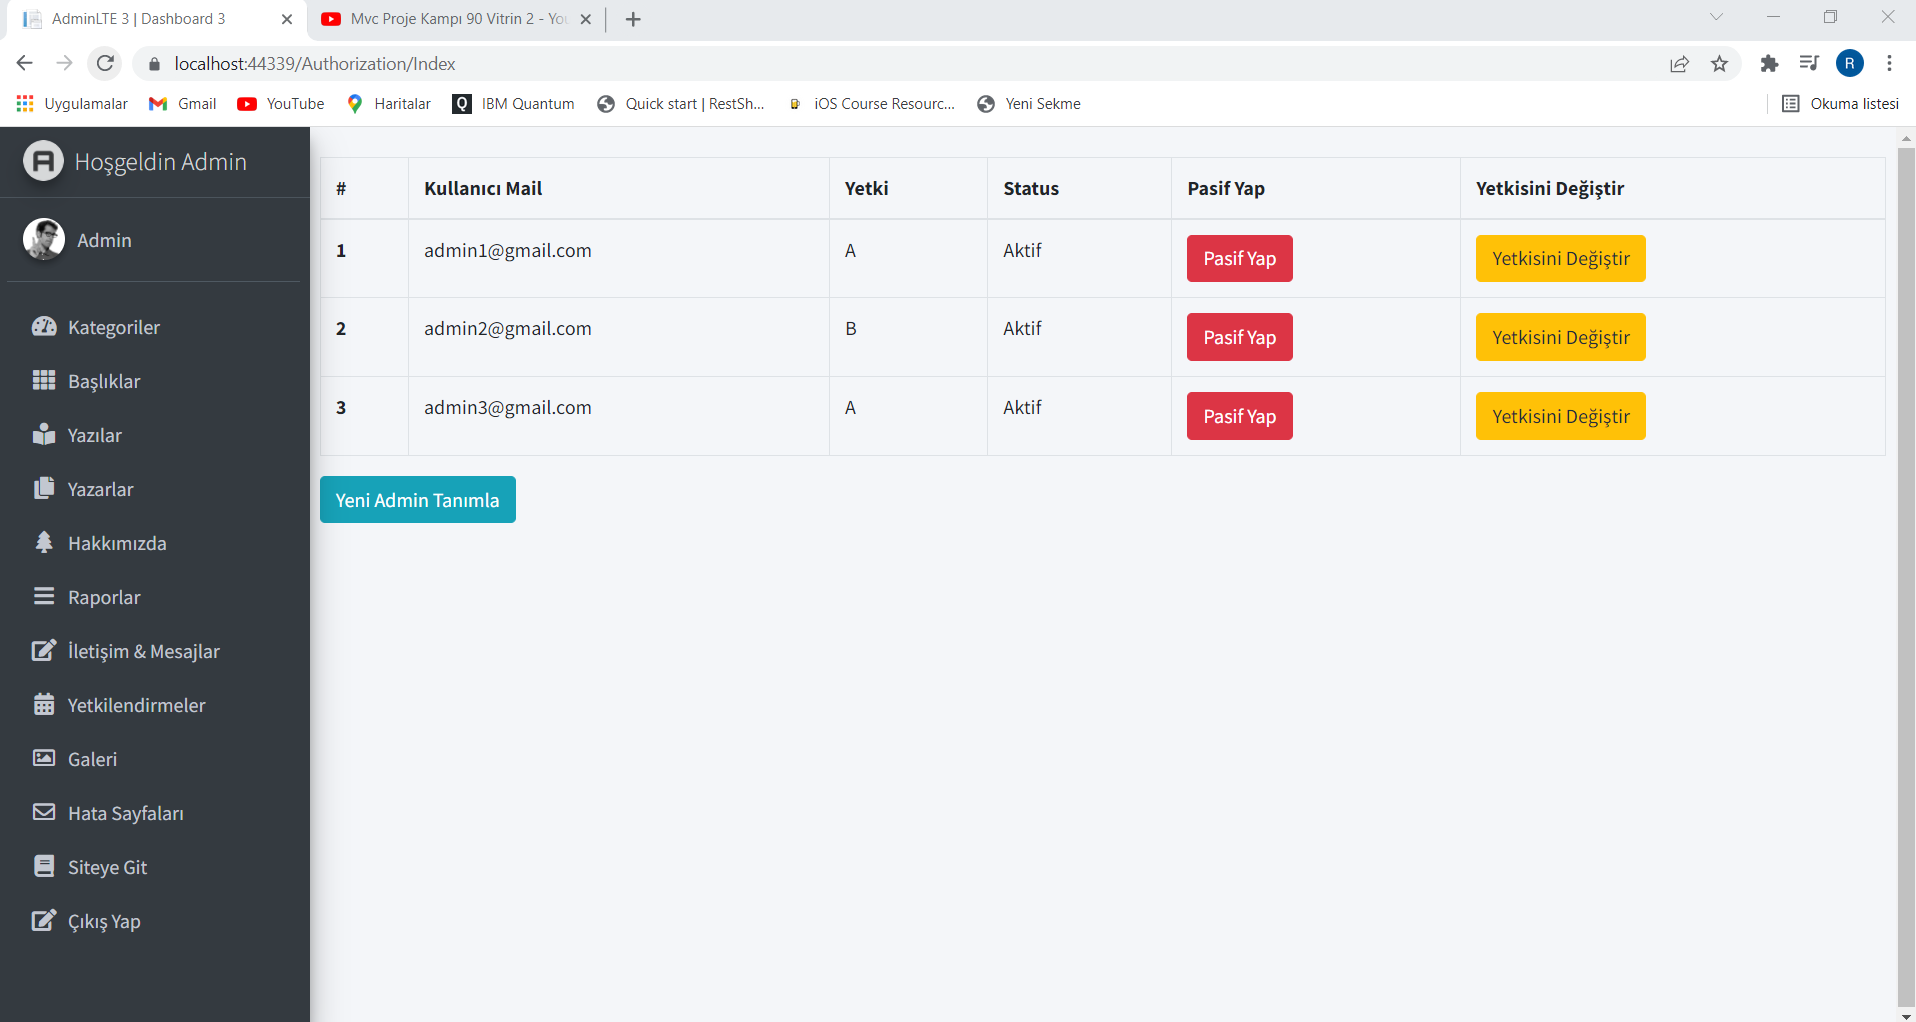 AdminLTE 3 | Dashboard 3
Mvc Proje Kampı 90 Vitrin 2 - You
localhost:44339/Authorization/Index
R
Uygulamalar
Gmail
YouTube
Haritalar
Q
IBM Quantum
Quick start | RestSh...
iOS Course Resourc...
Yeni Sekme
Okuma listesi
A
Hoşgeldin Admin
Admin
Kategoriler
Başlıklar
Yazılar
Yazarlar
Hakkımızda
Raporlar
İletişim & Mesajlar
Yetkilendirmeler
Galeri
Hata Sayfaları
Siteye Git
Çıkış Yap
# Kullanıcı Mail Yetki Status Pasif Yap Yetkisini Değiştir
1 admin1@gmail.com A Aktif Pasif Yap Yetkisini Değiştir
2 admin2@gmail.com B Aktif Pasif Yap Yetkisini Değiştir
3 admin3@gmail.com A Aktif Pasif Yap Yetkisini Değiştir
Yeni Admin Tanımla